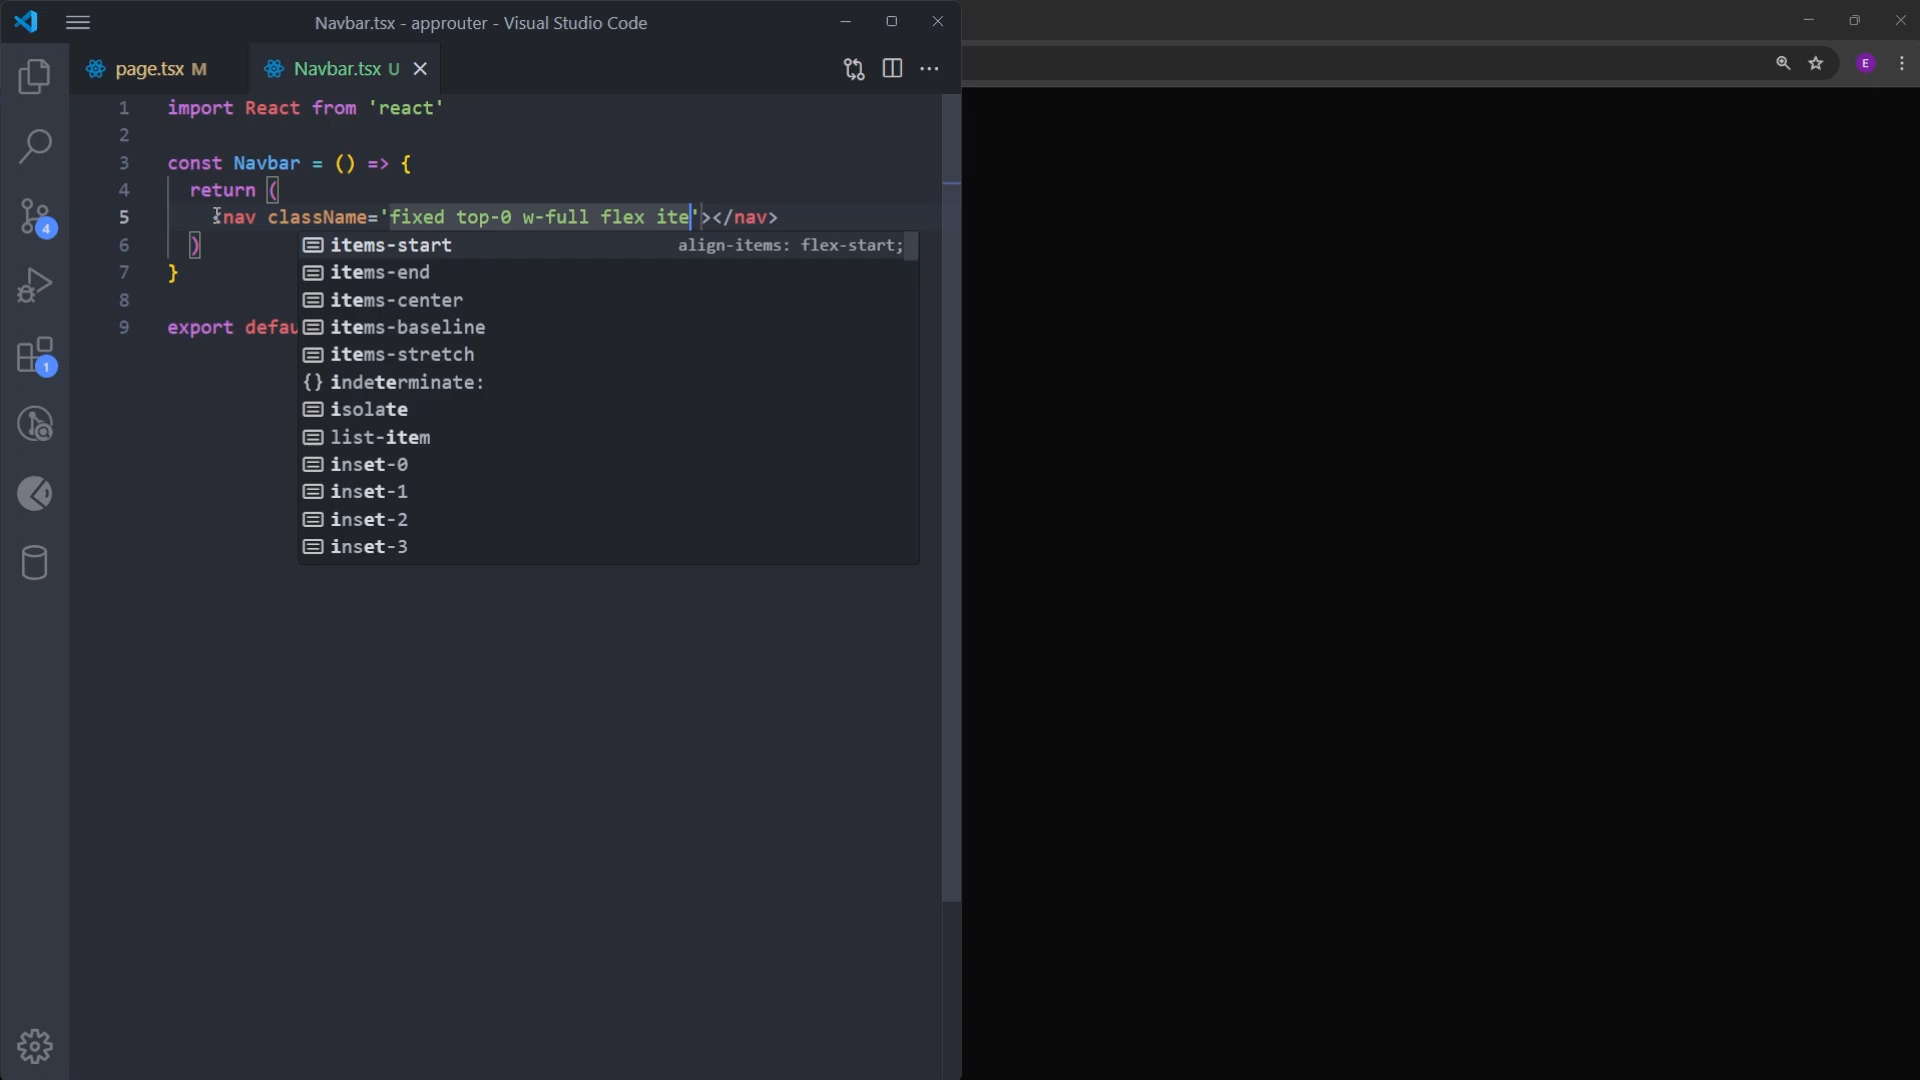 Navbar.tsx - approuter - Visual Studio Code
page.tsx M
Navbar.tsx U
E
1 import React from 'react'
2
3 const Navbar = () => {
4 return (
5 <nav className='fixed top-0 w-full flex ite'></nav>
6 )
7 }
8
9 export defau
items-start align-items: flex-start;
items-end
items-center
items-baseline
items-stretch
{} indeterminate:
isolate
list-item
inset-0
inset-1
inset-2
inset-3
4
1